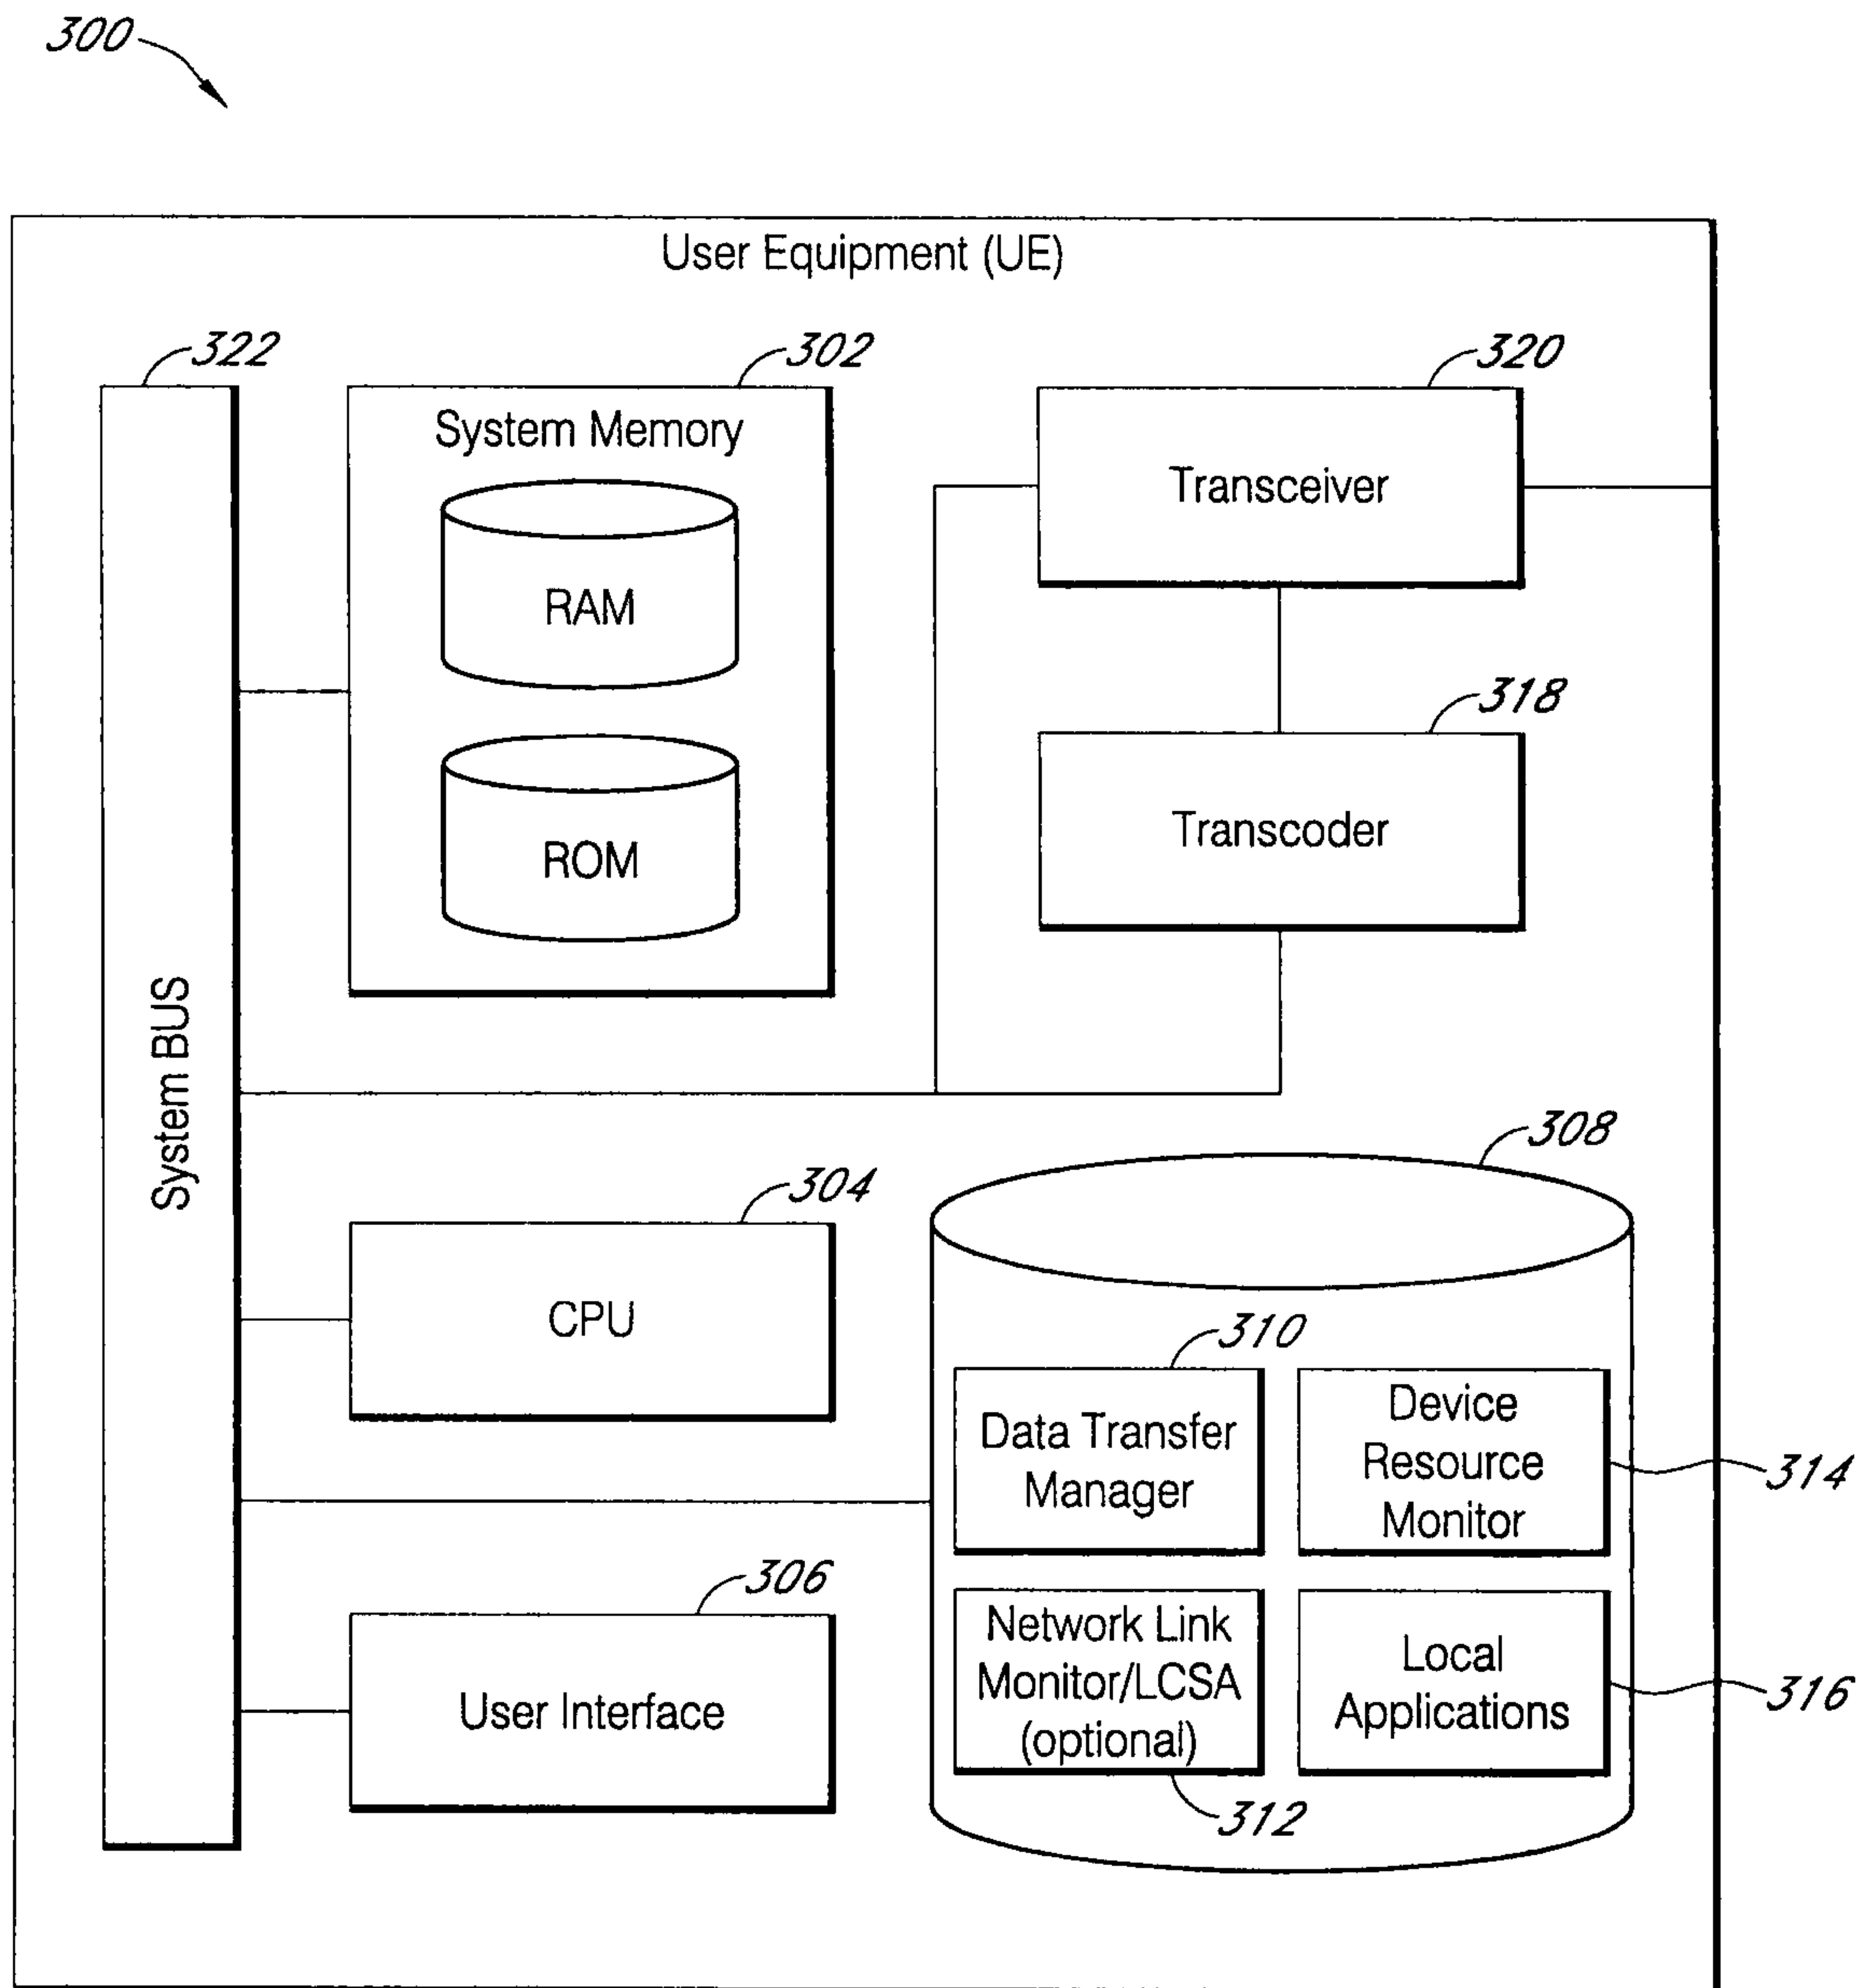 300
User Equipment (UE)
322
302
320
System Memory
Transceiver
RAM
318
ROM
Transcoder
System BUS
308
304
CPU
310
Data Transfer
Manager
Device
Resource
Monitor
314
306
User Interface
Network Link
Monitor/LCSA
(optional)
Local
Applications
316
312